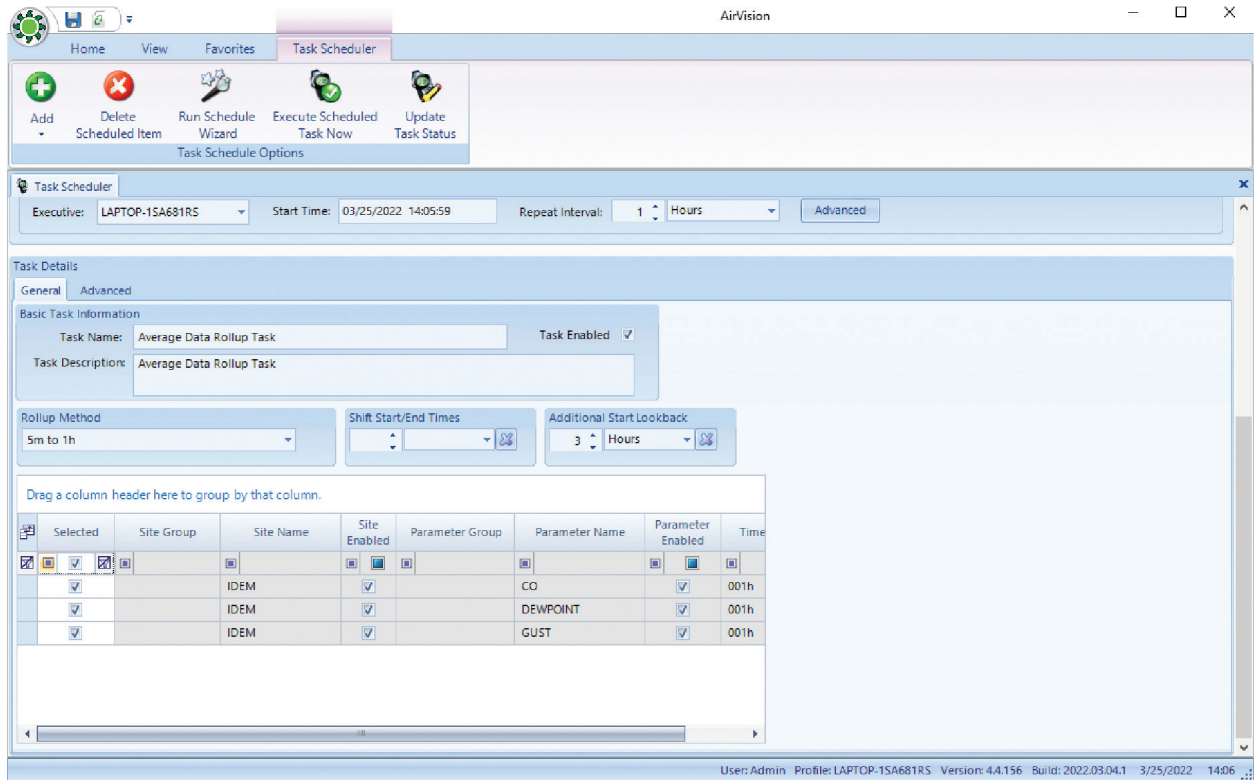 AirVision
Home View Favorites Task Scheduler
Add Delete Scheduled Item Run Schedule Wizard Execute Scheduled Task Now Update Task Status
Task Schedule Options
Task Scheduler
Executive: LAPTOP-1SA681RS Start Time: 03/25/2022 14:05:59 Repeat Interval: 1 Hours Advanced
Task Details
General Advanced
Basic Task Information
Task Name: Average Data Rollup Task Task Enabled
Task Description: Average Data Rollup Task
Rollup Method Shift Start/End Times Additional Start Lookback
5m to 1h 3 Hours
Drag a column header here to group by that column.
Selected Site Group Site Name Site Enabled Parameter Group Parameter Name Parameter Enabled Time
IDEM CO 001h
IDEM DEWPOINT 001h
IDEM GUST 001h
User: Admin Profile: LAPTOP-1SA681RS Version: 4.4.156 Build: 2022.03.04.1 3/25/2022 14:06